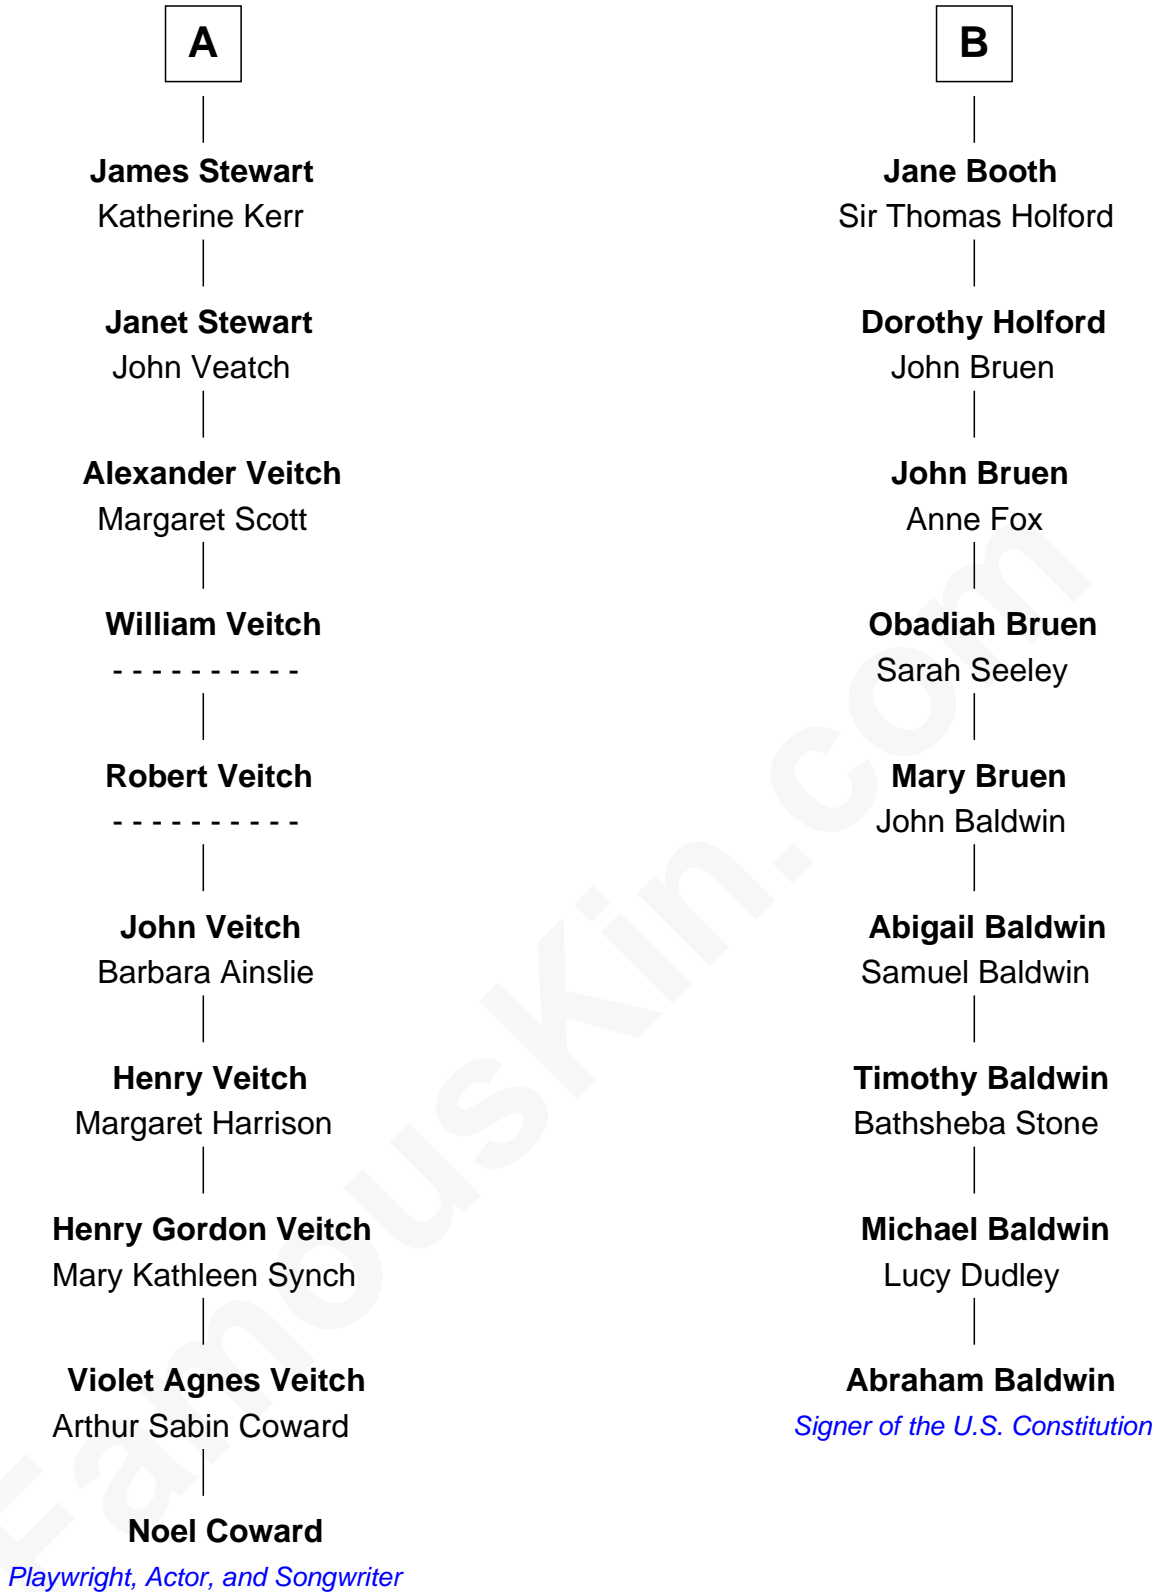 A
James Stewart
Katherine Kerr
Janet Stewart
John Veatch
Alexander Veitch
Margaret Scott
William Veitch
- - - - - - - - - -
Robert Veitch
- - - - - - - - - -
John Veitch
Barbara Ainslie
Henry Veitch
Margaret Harrison
Henry Gordon Veitch
Mary Kathleen Synch
Violet Agnes Veitch
Arthur Sabin Coward
Noel Coward
Playwright, Actor, and Songwriter
B
Jane Booth
Sir Thomas Holford
Dorothy Holford
John Bruen
John Bruen
Anne Fox
Obadiah Bruen
Sarah Seeley
Mary Bruen
John Baldwin
Abigail Baldwin
Samuel Baldwin
Timothy Baldwin
Bathsheba Stone
Michael Baldwin
Lucy Dudley
Abraham Baldwin
Signer of the U.S. Constitution
FamousKin.com